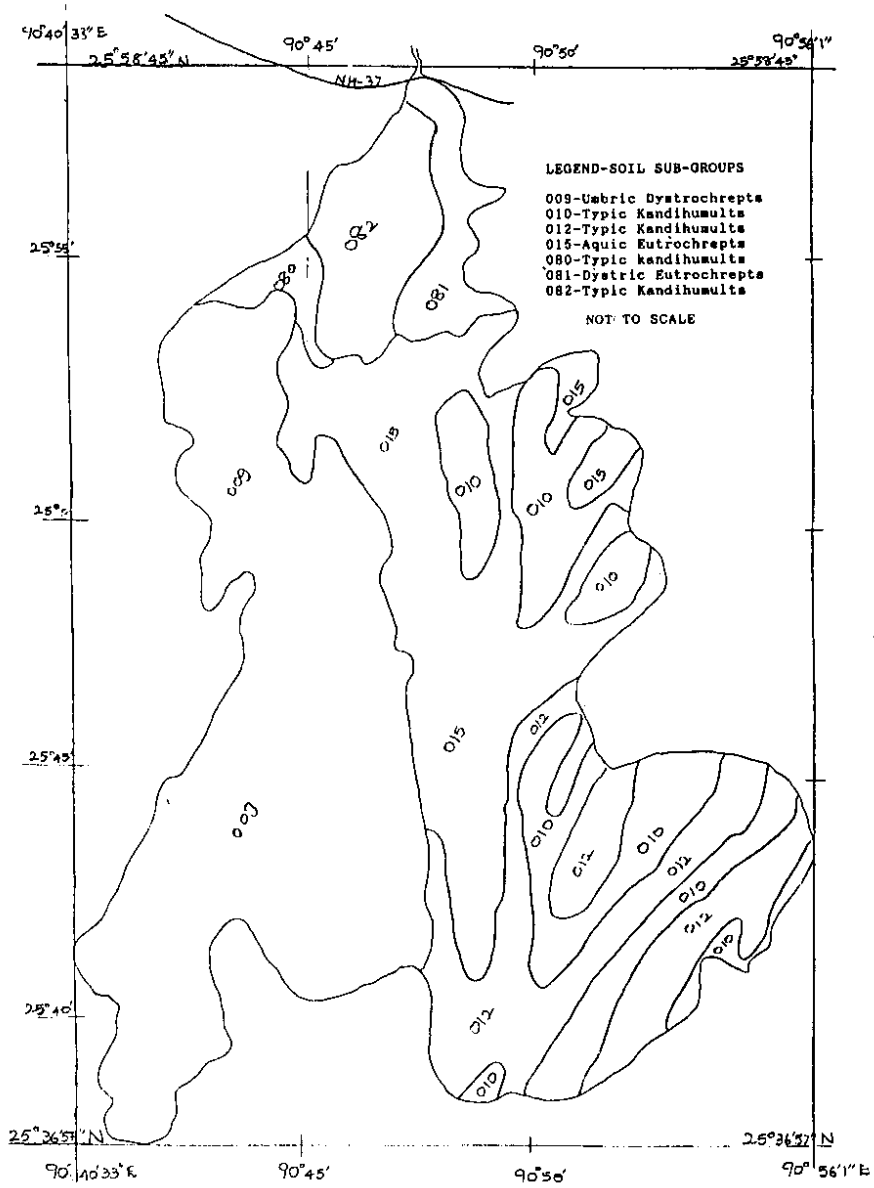 90°40'33"E
90°45'
90°50'
90°56'1"
25°58'45"N
25°58'45"
NH-37
LEGEND-SOIL SUB-GROUPS
009-Umbric Dystrochrepts
010-Typic Kandihumults
012-Typic Kandihumults
015-Aquic Eutrochrepts
080-Typic kandihumults
081-Dystric Eutrochrepts
082-Typic Kandihumults
NOT TO SCALE
25°55'
082
080
081
015
015
010
015
009
010
25°5
010
012
015
25°45'
009
010
010
012
012
010
012
010
25°40'
012
010
25°36'57"N
25°36'57"N
90°40'33"E
90°45'
90°50'
90°56'1"E